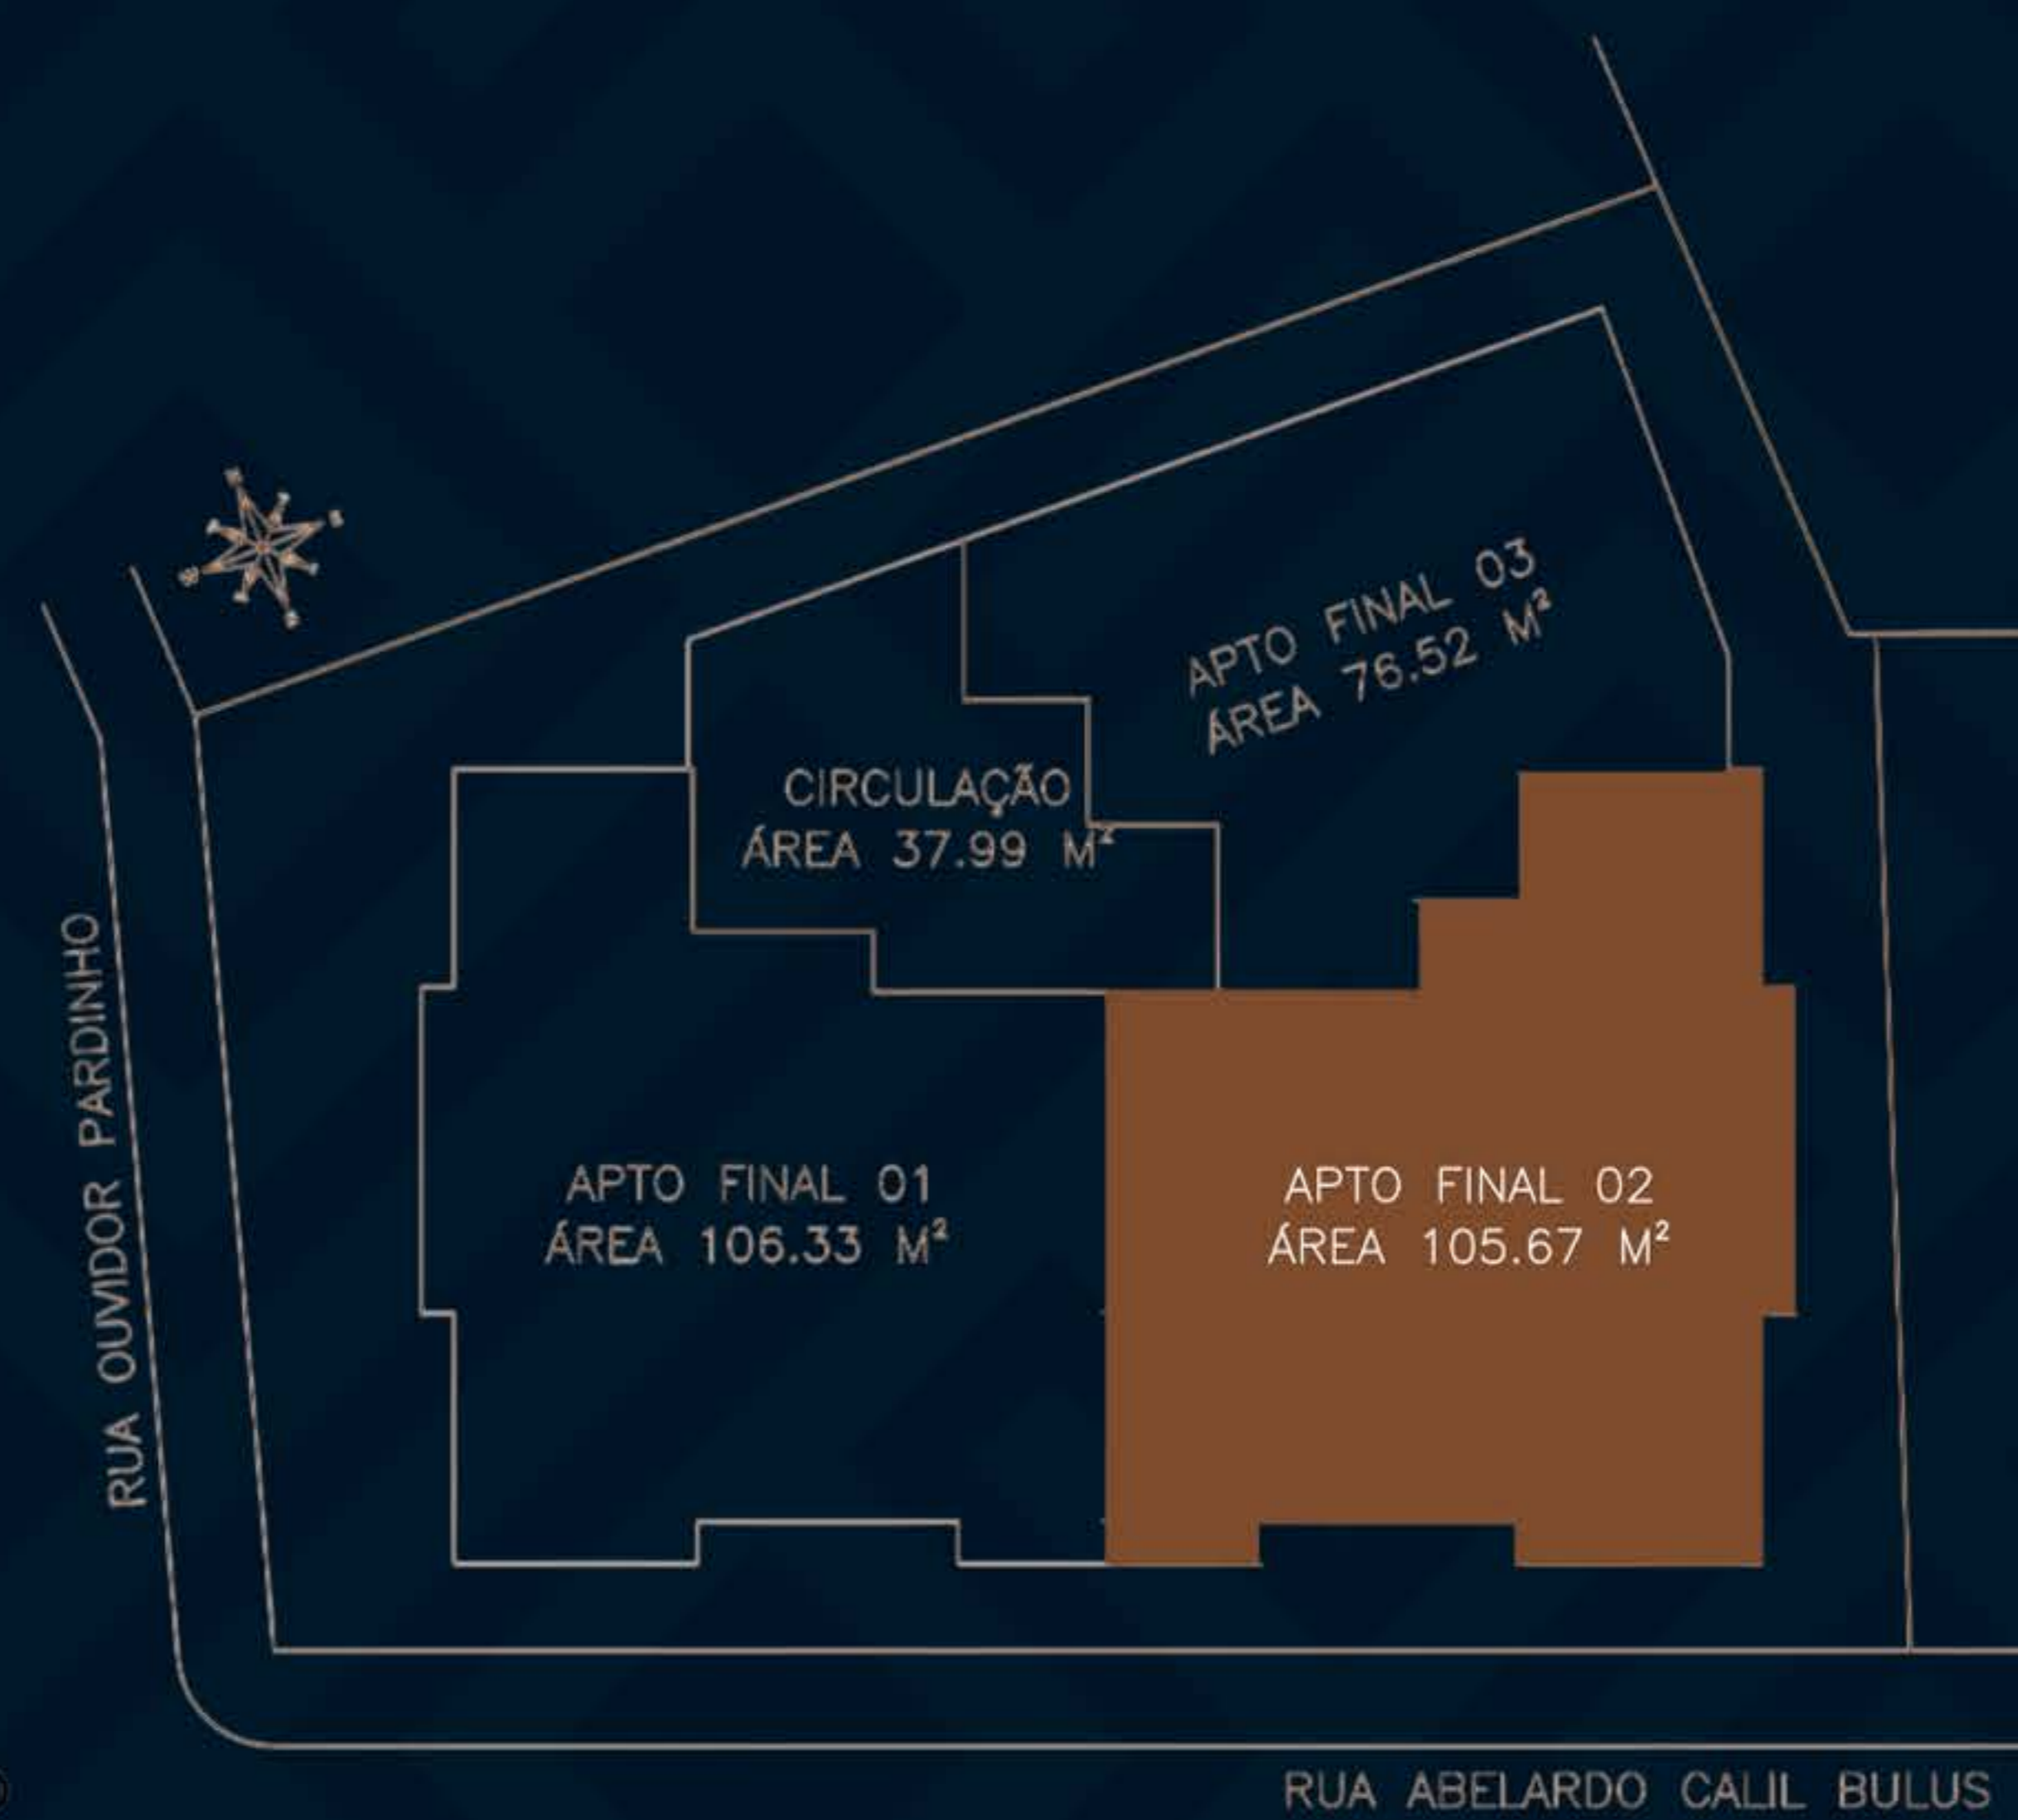 APTO FINAL 03
ÁREA 76.52 M²
CIRCULAÇÃO
ÁREA 37.99 M²
APTO FINAL 01
ÁREA 106.33 M²
APTO FINAL 02
ÁREA 105.67 M²
RUA OUVIDOR PARDINHO
RUA ABELARDO CALIL BULUS